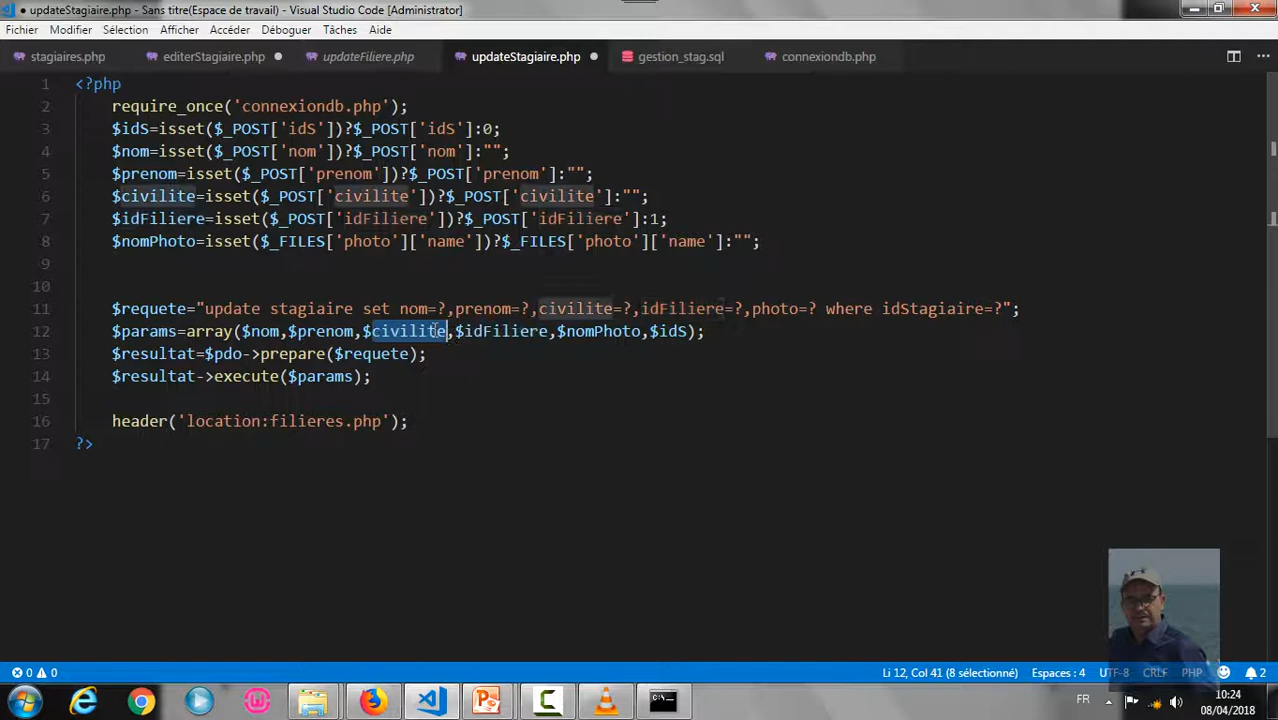 ● updateStagiaire.php - Sans titre(Espace de travail) - Visual Studio Code [Administrator]
Fichier Modifier Sélection Afficher Accéder Déboguer Tâches Aide
stagiaires.php editerStagiaire.php updateFiliere.php updateStagiaire.php gestion_stag.sql connexiondb.php
1 <?php
2 require_once('connexiondb.php');
3 $idS=isset($_POST['idS'])?$_POST['idS']:0;
4 $nom=isset($_POST['nom'])?$_POST['nom']:"";
5 $prenom=isset($_POST['prenom'])?$_POST['prenom']:"";
6 $civilite=isset($_POST['civilite'])?$_POST['civilite']:"";
7 $idFiliere=isset($_POST['idFiliere'])?$_POST['idFiliere']:1;
8 $nomPhoto=isset($_FILES['photo']['name'])?$_FILES['photo']['name']:"";
9
10
11 $requete="update stagiaire set nom=?,prenom=?,civilite=?,idFiliere=?,photo=? where idStagiaire=?";
12 $params=array($nom,$prenom,$civilite,$idFiliere,$nomPhoto,$idS);
13 $resultat=$pdo->prepare($requete);
14 $resultat->execute($params);
15
16 header('location:filieres.php');
17 ?>
0 0 Li 12, Col 41 (8 sélectionné) Espaces : 4 UTF-8 CRLF PHP 2
FR 10:24
08/04/2018